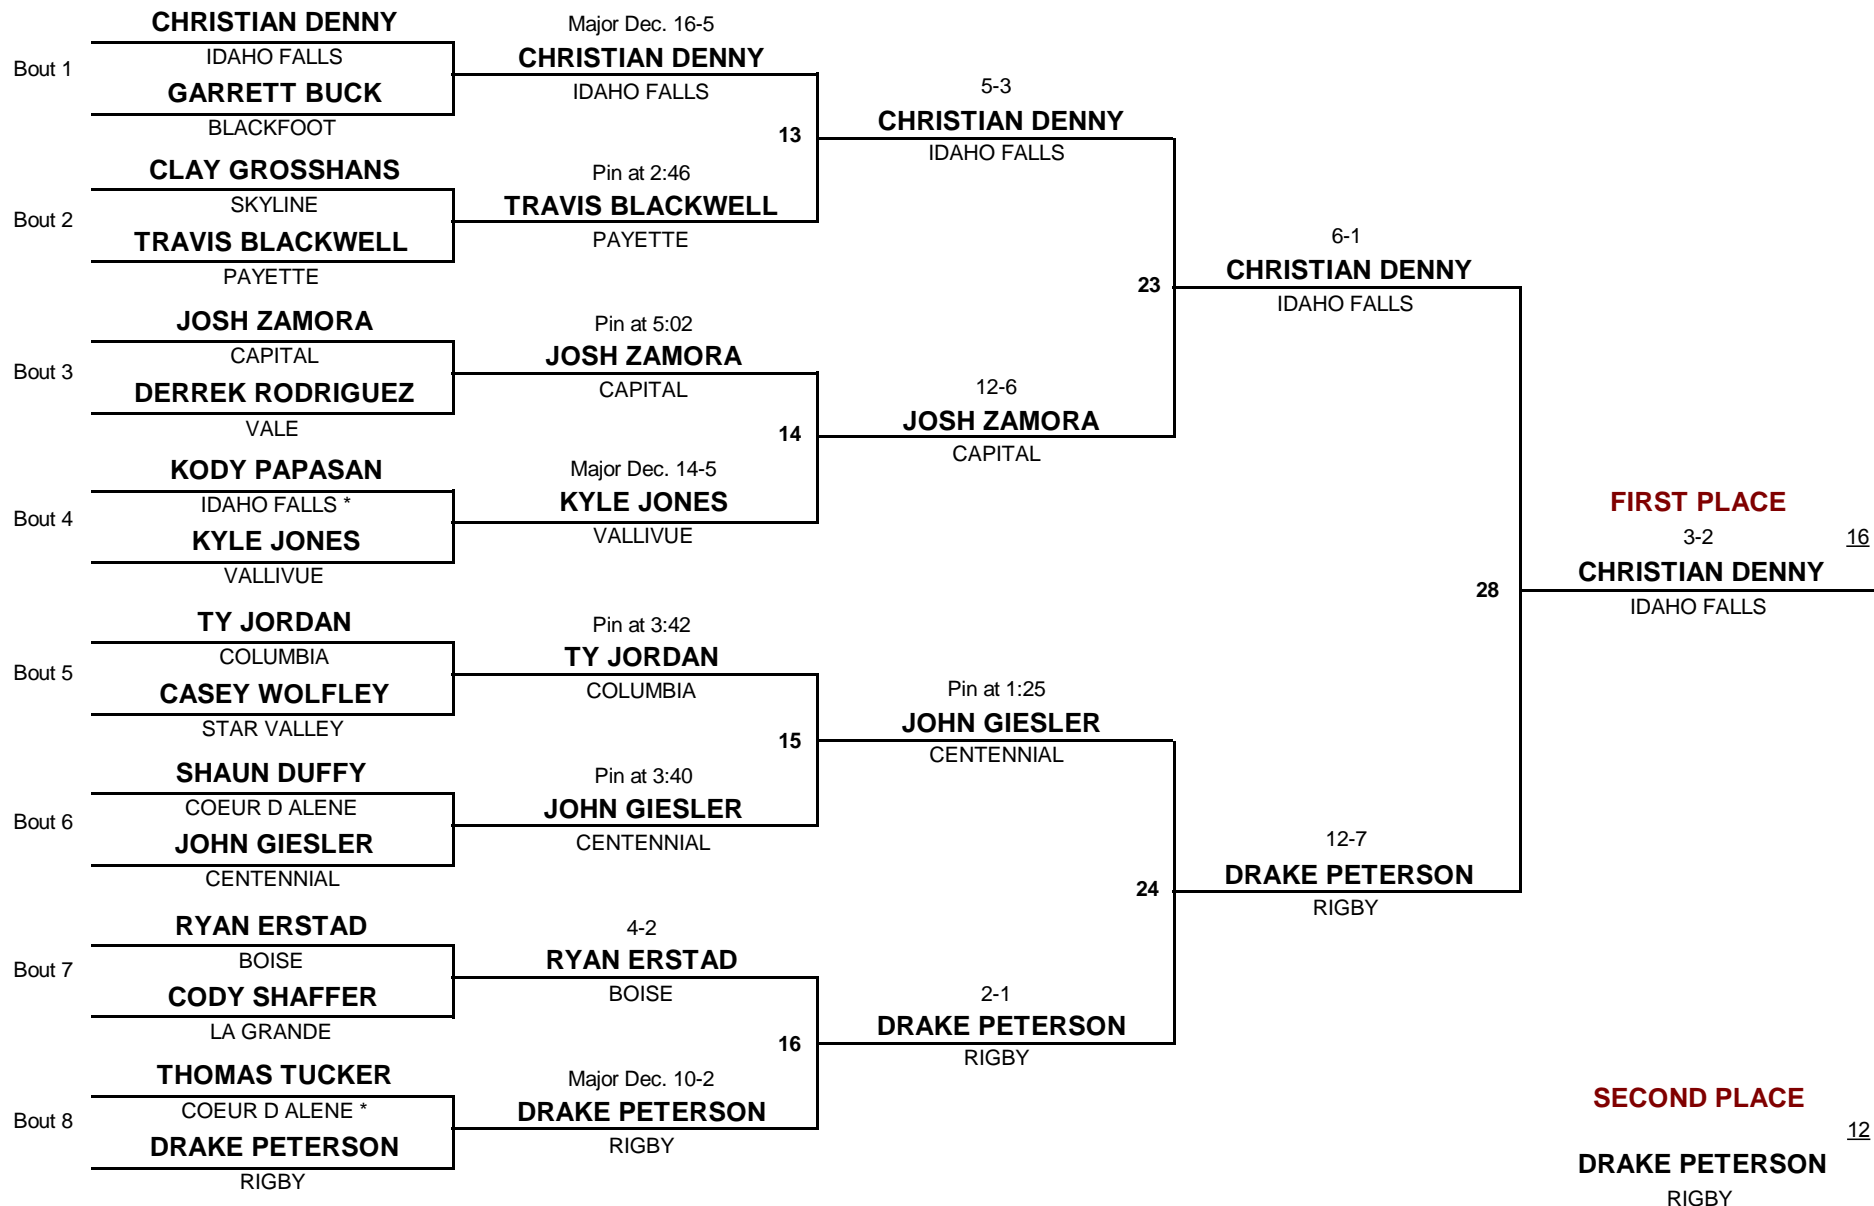 CHRISTIAN DENNY
Bout 1
IDAHO FALLS
GARRETT BUCK
BLACKFOOT
CLAY GROSSHANS
Bout 2
SKYLINE
TRAVIS BLACKWELL
PAYETTE
JOSH ZAMORA
Bout 3
CAPITAL
DERREK RODRIGUEZ
VALE
KODY PAPASAN
Bout 4
IDAHO FALLS *
KYLE JONES
VALLIVUE
TY JORDAN
Bout 5
COLUMBIA
CASEY WOLFLEY
STAR VALLEY
SHAUN DUFFY
Bout 6
COEUR D ALENE
JOHN GIESLER
CENTENNIAL
RYAN ERSTAD
Bout 7
BOISE
CODY SHAFFER
LA GRANDE
THOMAS TUCKER
Bout 8
COEUR D ALENE *
DRAKE PETERSON
RIGBY
Major Dec. 16-5
CHRISTIAN DENNY
IDAHO FALLS
13
Pin at 2:46
TRAVIS BLACKWELL
PAYETTE
Pin at 5:02
JOSH ZAMORA
CAPITAL
14
Major Dec. 14-5
KYLE JONES
VALLIVUE
Pin at 3:42
TY JORDAN
COLUMBIA
15
Pin at 3:40
JOHN GIESLER
CENTENNIAL
4-2
RYAN ERSTAD
BOISE
16
Major Dec. 10-2
DRAKE PETERSON
RIGBY
5-3
CHRISTIAN DENNY
IDAHO FALLS
23
12-6
JOSH ZAMORA
CAPITAL
Pin at 1:25
JOHN GIESLER
CENTENNIAL
24
2-1
DRAKE PETERSON
RIGBY
6-1
CHRISTIAN DENNY
IDAHO FALLS
28
12-7
DRAKE PETERSON
RIGBY
FIRST PLACE
3-2 16
CHRISTIAN DENNY
IDAHO FALLS
SECOND PLACE
12
DRAKE PETERSON
RIGBY